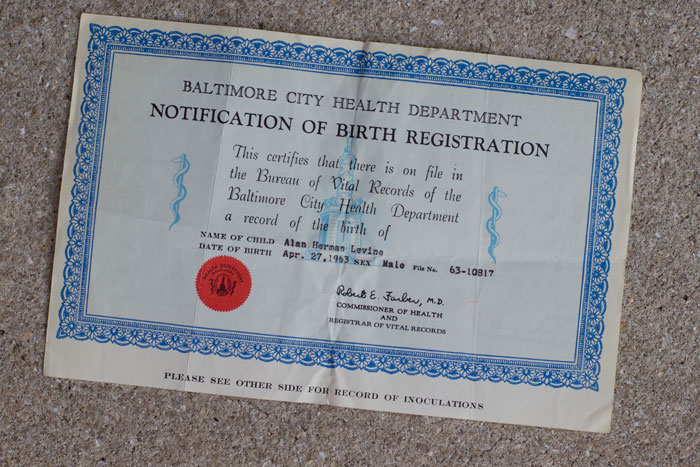 BALTIMORE CITY HEALTH DEPARTMENT
NOTIFICATION OF BIRTH REGISTRATION
This certifies that there is on file in
the Bureau of Vital Records of the
Baltimore City Health Department
a record of the birth of
NAME OF CHILD Alan Herman Levine
DATE OF BIRTH Apr. 27,1963 SEX Male File No. 63-10817
Robert E. Farber, M.D.
COMMISSIONER OF HEALTH
AND
REGISTRAR OF VITAL RECORDS
PLEASE SEE OTHER SIDE FOR RECORD OF INOCULATIONS